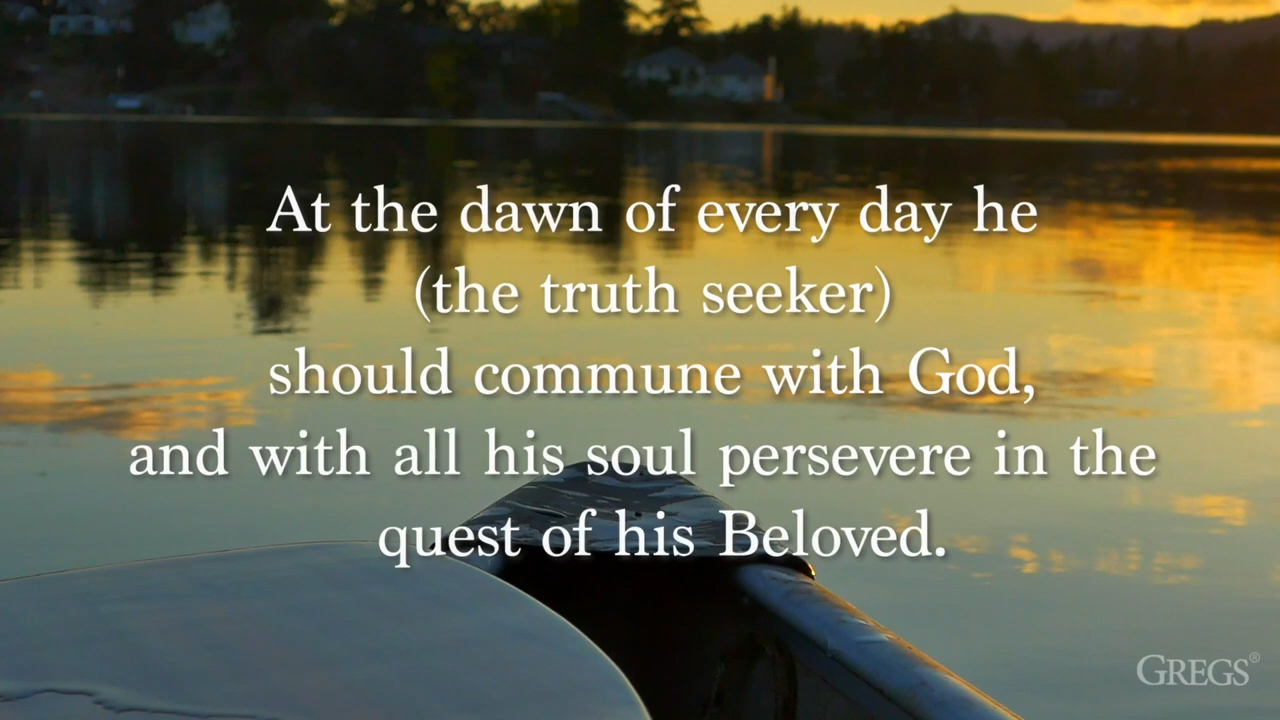 At the dawn of every day he
(the truth seeker)
should commune with God,
and with all his soul persevere in the
quest of his Beloved.
GREGS®